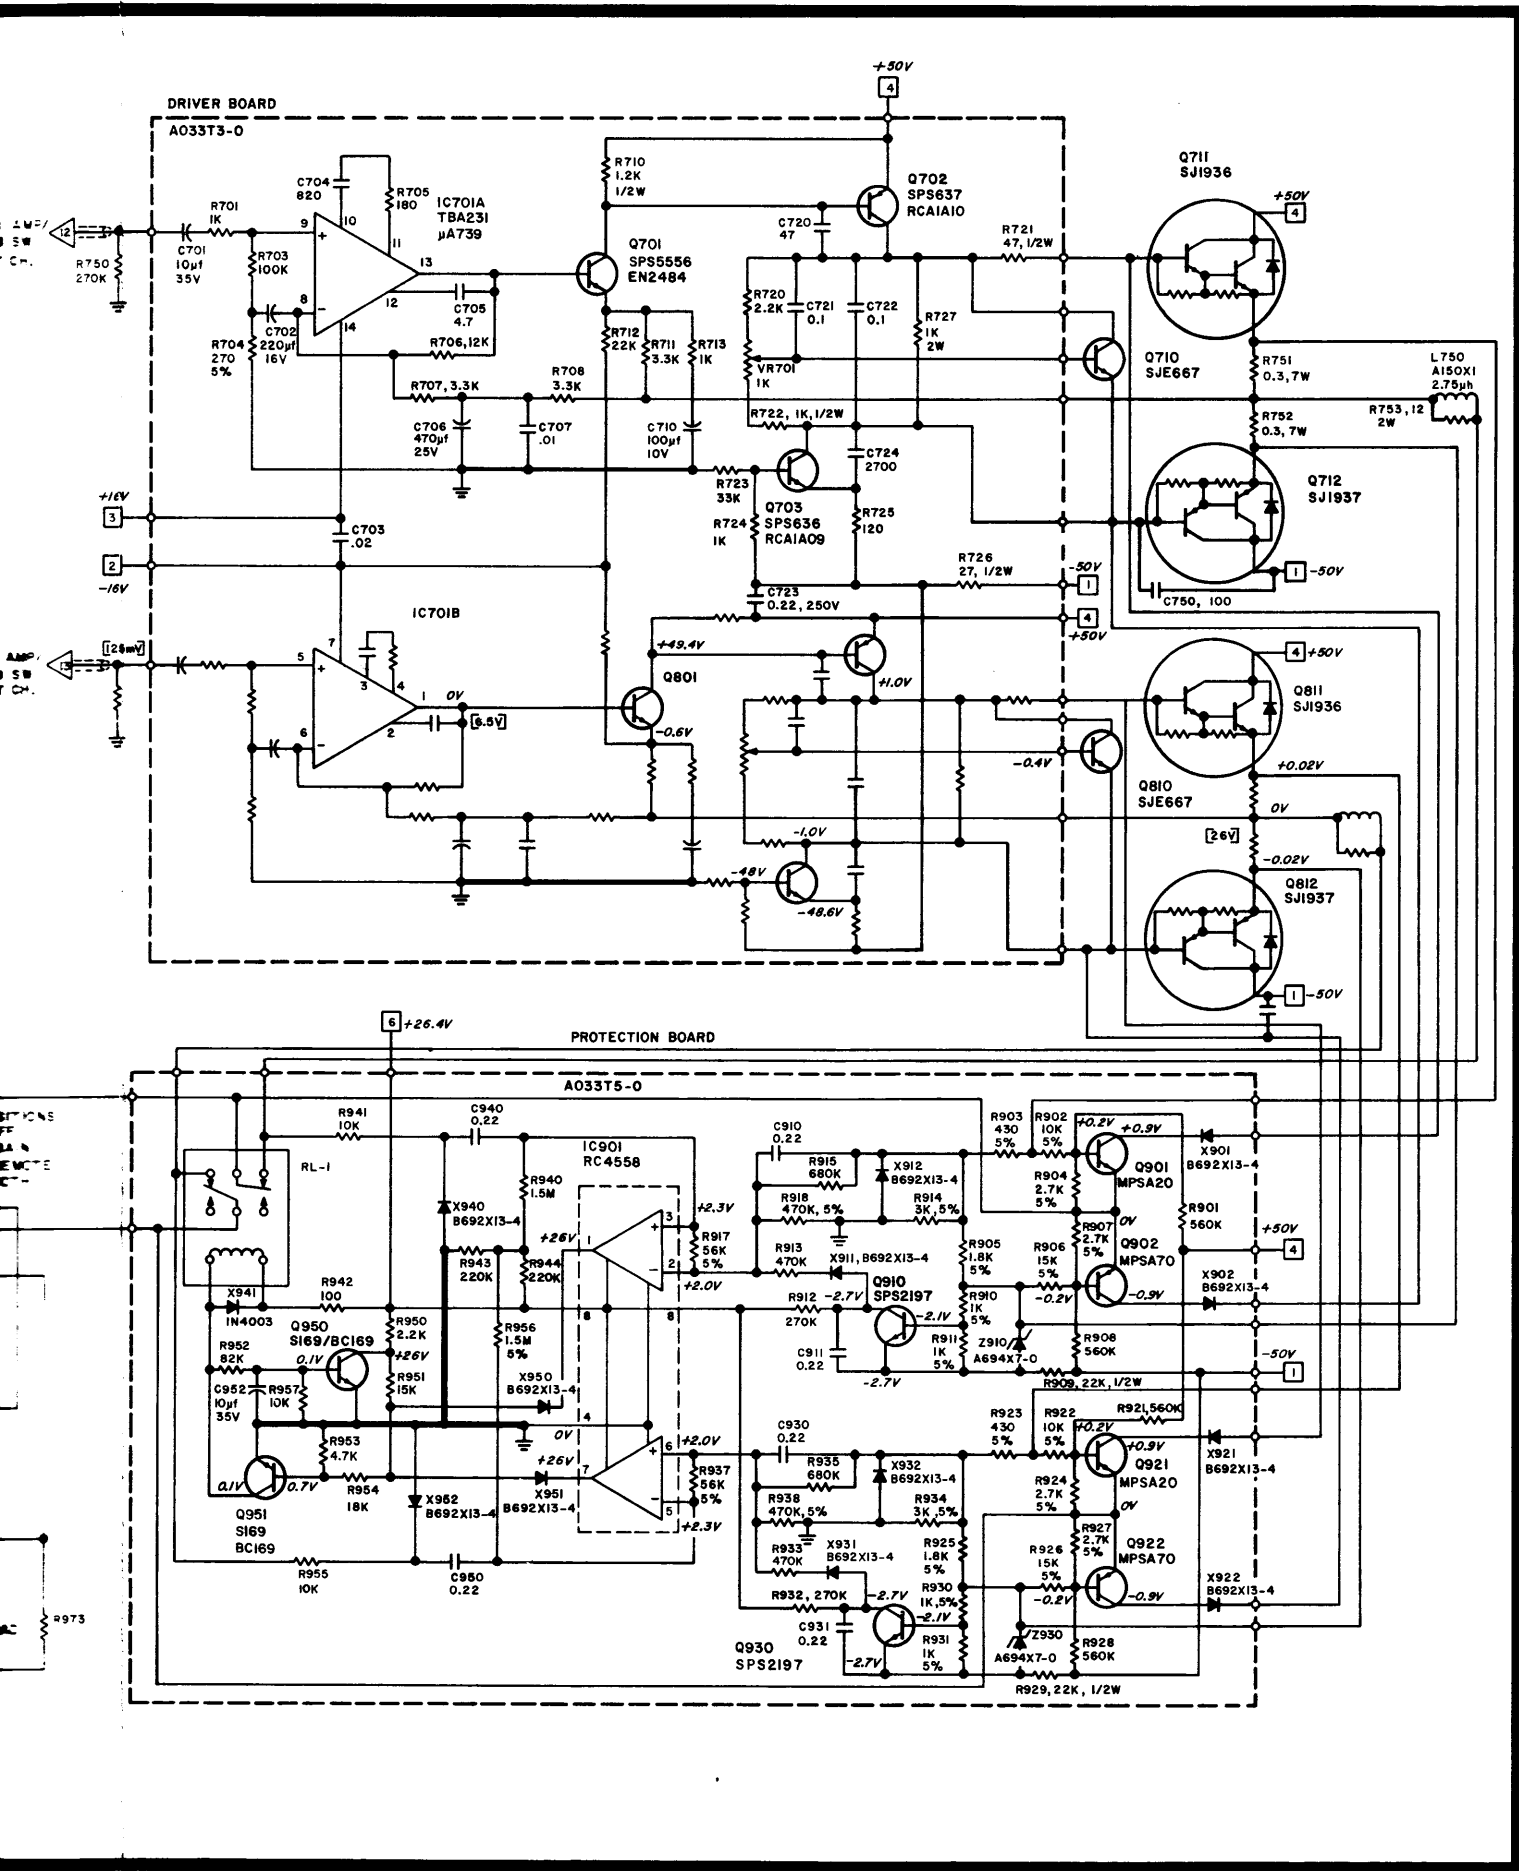 +50V
4
DRIVER BOARD
A033T3-0
12
R750
270K
C701
10µf
35V
R701
1K
R703
100K
R704
270
5%
C702
220µf
16V
9
+
8
-
14
C704
820
10
R705
180
11
IC701A
TBA231
µA739
13
12
C705
4.7
R706, 12K
R707, 3.3K
R708
3.3K
C706
470µf
25V
C707
.01
C710
100µf
10V
R710
1.2K
1/2W
Q701
SPS5556
EN2484
R712
22K
R711
3.3K
R713
1K
Q702
SPS637
RCA1A10
C720
47
R720
2.2K
C721
0.1
C722
0.1
VR701
1K
R727
1K
2W
R721
47, 1/2W
R722, 1K, 1/2W
C724
2700
R723
33K
R724
1K
Q703
SPS636
RCA1A09
R725
120
R726
27, 1/2W
C723
0.22, 250V
-50V
1
4
+50V
Q711
SJ1936
+50V
4
Q710
SJE667
R751
0.3, 7W
R752
0.3, 7W
L750
A150X1
2.75µh
R753, 12
2W
Q712
SJ1937
1
-50V
C750, 100
+16V
3
C703
.02
2
-16V
IC701B
[125mV]
13
5
+
6
-
7
3
4
1
0V
2
[6.5V]
+49.4V
Q801
-0.6V
+1.0V
-0.4V
-1.0V
-48V
-48.6V
4
+50V
Q811
SJ1936
Q810
SJE667
+0.02V
0V
[26V]
-0.02V
Q812
SJ1937
1
-50V
6
+26.4V
PROTECTION BOARD
A033T5-0
RL-1
R941
10K
C940
0.22
R940
1.5M
X940
B692X13-4
R943
220K
R944
220K
R942
100
X941
1N4003
Q950
S169/BC169
R950
2.2K
+26V
R951
15K
R952
82K
0.1V
C952
10µf
35V
R957
10K
R956
1.5M
5%
X950
B692X13-4
R953
4.7K
0.1V
0.7V
R954
18K
Q951
S169
BC169
X952
B692X13-4
X951
B692X13-4
R955
10K
C950
0.22
IC901
RC4558
+26V
1
3
+
2
-
8
8
4
0V
+26V
7
6
+
5
-
+2.3V
R917
56K
5%
+2.0V
+2.0V
R937
56K
5%
+2.3V
C910
0.22
R915
680K
R918
470K, 5%
X912
B692X13-4
R914
3K, 5%
R913
470K
X911, B692X13-4
R912
270K
C911
0.22
-2.7V
Q910
SPS2197
-2.1V
-2.7V
R905
1.8K
5%
R910
1K
5%
R911
1K
5%
R903
430
5%
R902
10K
5%
R904
2.7K
5%
R907
2.7K
5%
R906
15K
5%
-0.2V
Z910
A694X7-0
R908
560K
R909, 22K, 1/2W
+0.2V
+0.9V
Q901
MPSA20
0V
Q902
MPSA70
-0.9V
X901
B692X13-4
R901
560K
+50V
4
X902
B692X13-4
-50V
1
C930
0.22
R935
680K
R938
470K, 5%
X932
B692X13-4
R934
3K, 5%
R933
470K
X931
B692X13-4
R932, 270K
C931
0.22
-2.7V
-2.1V
-2.7V
Q930
SPS2197
R925
1.8K
5%
R930
1K, 5%
R931
1K
5%
R923
430
5%
R922
10K
5%
R921, 560K
+0.2V
+0.9V
R924
2.7K
5%
Q921
MPSA20
0V
R927
2.7K
5%
R926
15K
5%
-0.2V
Q922
MPSA70
-0.9V
X921
B692X13-4
X922
B692X13-4
Z930
A694X7-0
R928
560K
R929, 22K, 1/2W
R973